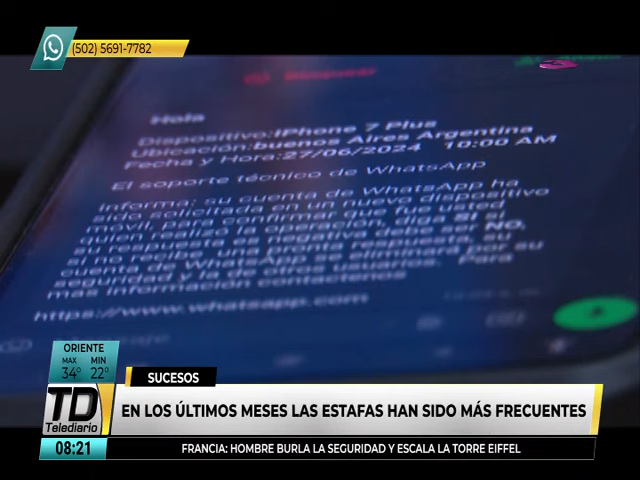 (502) 5691-7782
Bloquear
Hola
Dispositivo:IPhone 7 Plus
Ubicación:buenos Aires Argentina
Fecha y Hora:27/06/2024 10:00 AM
El soporte técnico de WhatsApp
Informa: su cuenta de WhatsApp ha
sido solicitada en un nuevo dispositivo
móvil, para confirmar que fue usted
quien realizó la operación, diga SI si
su respuesta es negativa debe ser NO,
si no recibe una pronta respuesta, su
cuenta de WhatsApp se eliminará por su
seguridad y la de otros usuarios. Para
mas información contactenos
https://www.whatsapp.com
ORIENTE
MAX MIN
34° 22°
SUCESOS
TD
Telediario
EN LOS ÚLTIMOS MESES LAS ESTAFAS HAN SIDO MÁS FRECUENTES
08:21
FRANCIA: HOMBRE BURLA LA SEGURIDAD Y ESCALA LA TORRE EIFFEL